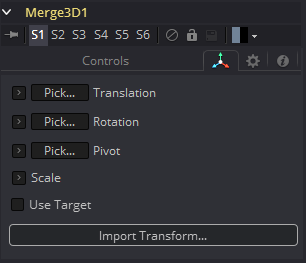 Merge3D1
S1 S2 S3 S4 S5 S6
Controls
Pick... Translation
Pick... Rotation
Pick... Pivot
Scale
Use Target
Import Transform...